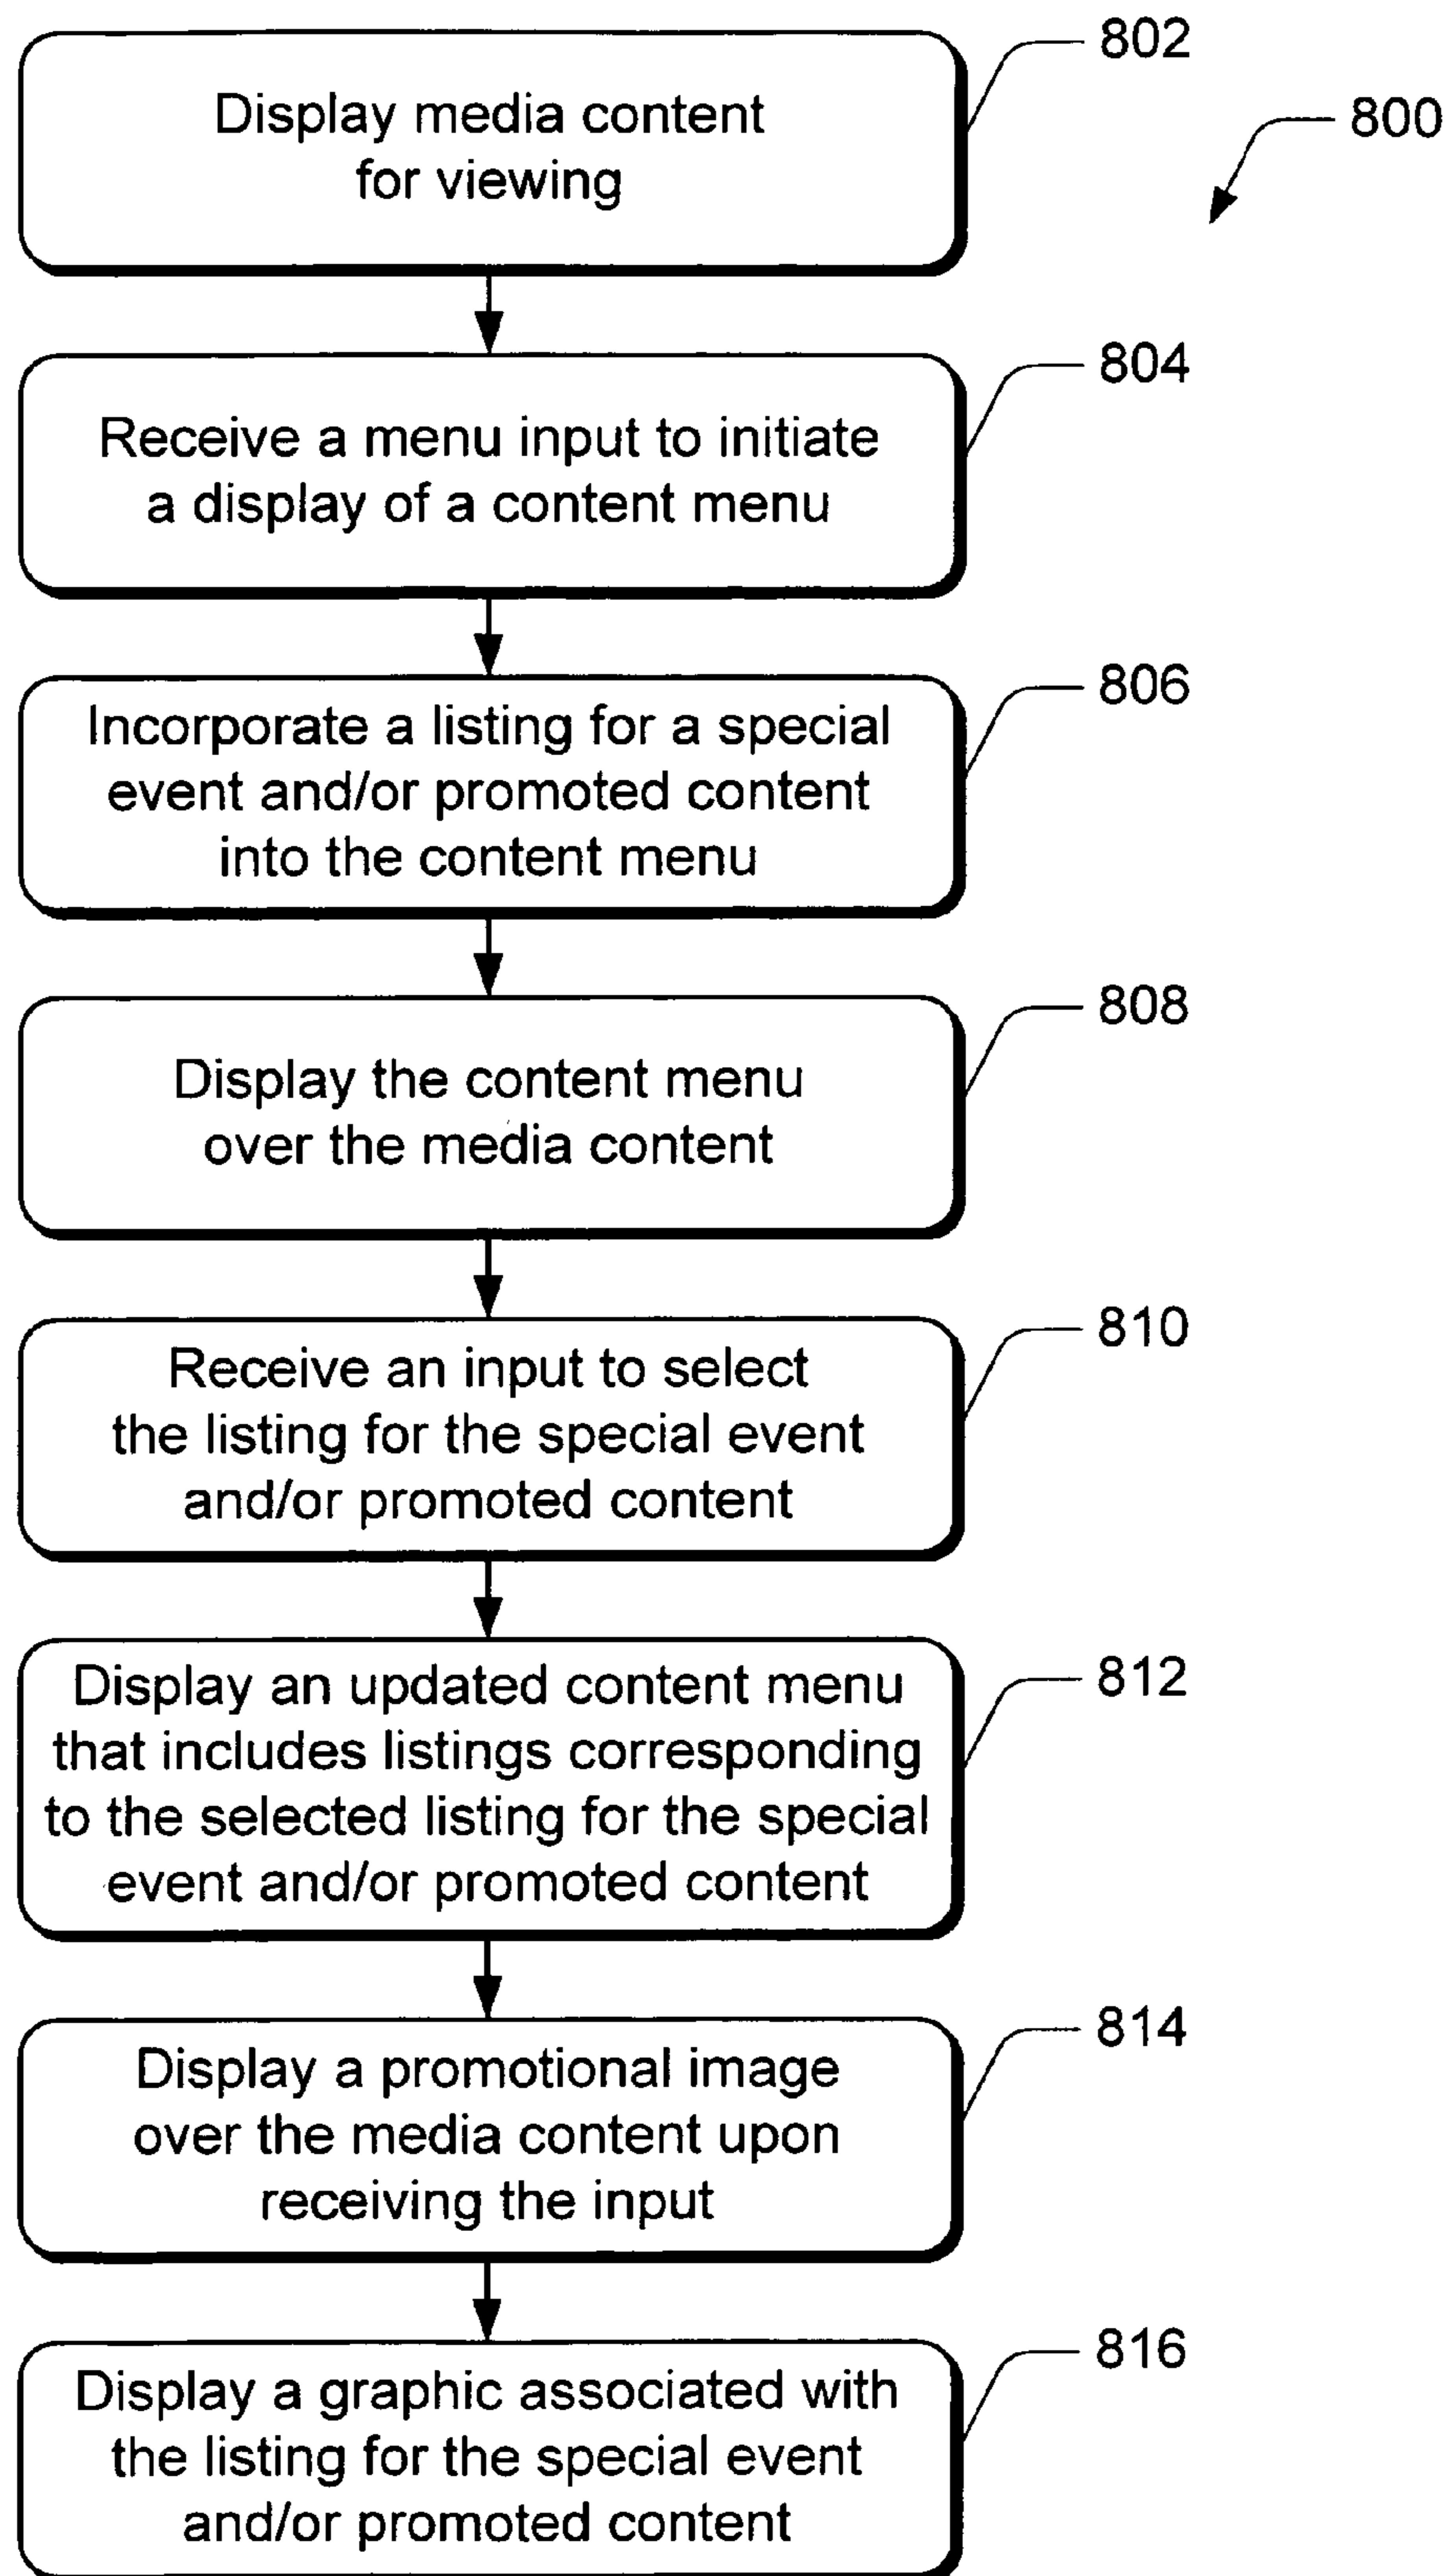 802
800
Display media content
for viewing
804
Receive a menu input to initiate
a display of a content menu
806
Incorporate a listing for a special
event and/or promoted content
into the content menu
808
Display the content menu
over the media content
810
Receive an input to select
the listing for the special event
and/or promoted content
812
Display an updated content menu
that includes listings corresponding
to the selected listing for the special
event and/or promoted content
814
Display a promotional image
over the media content upon
receiving the input
816
Display a graphic associated with
the listing for the special event
and/or promoted content